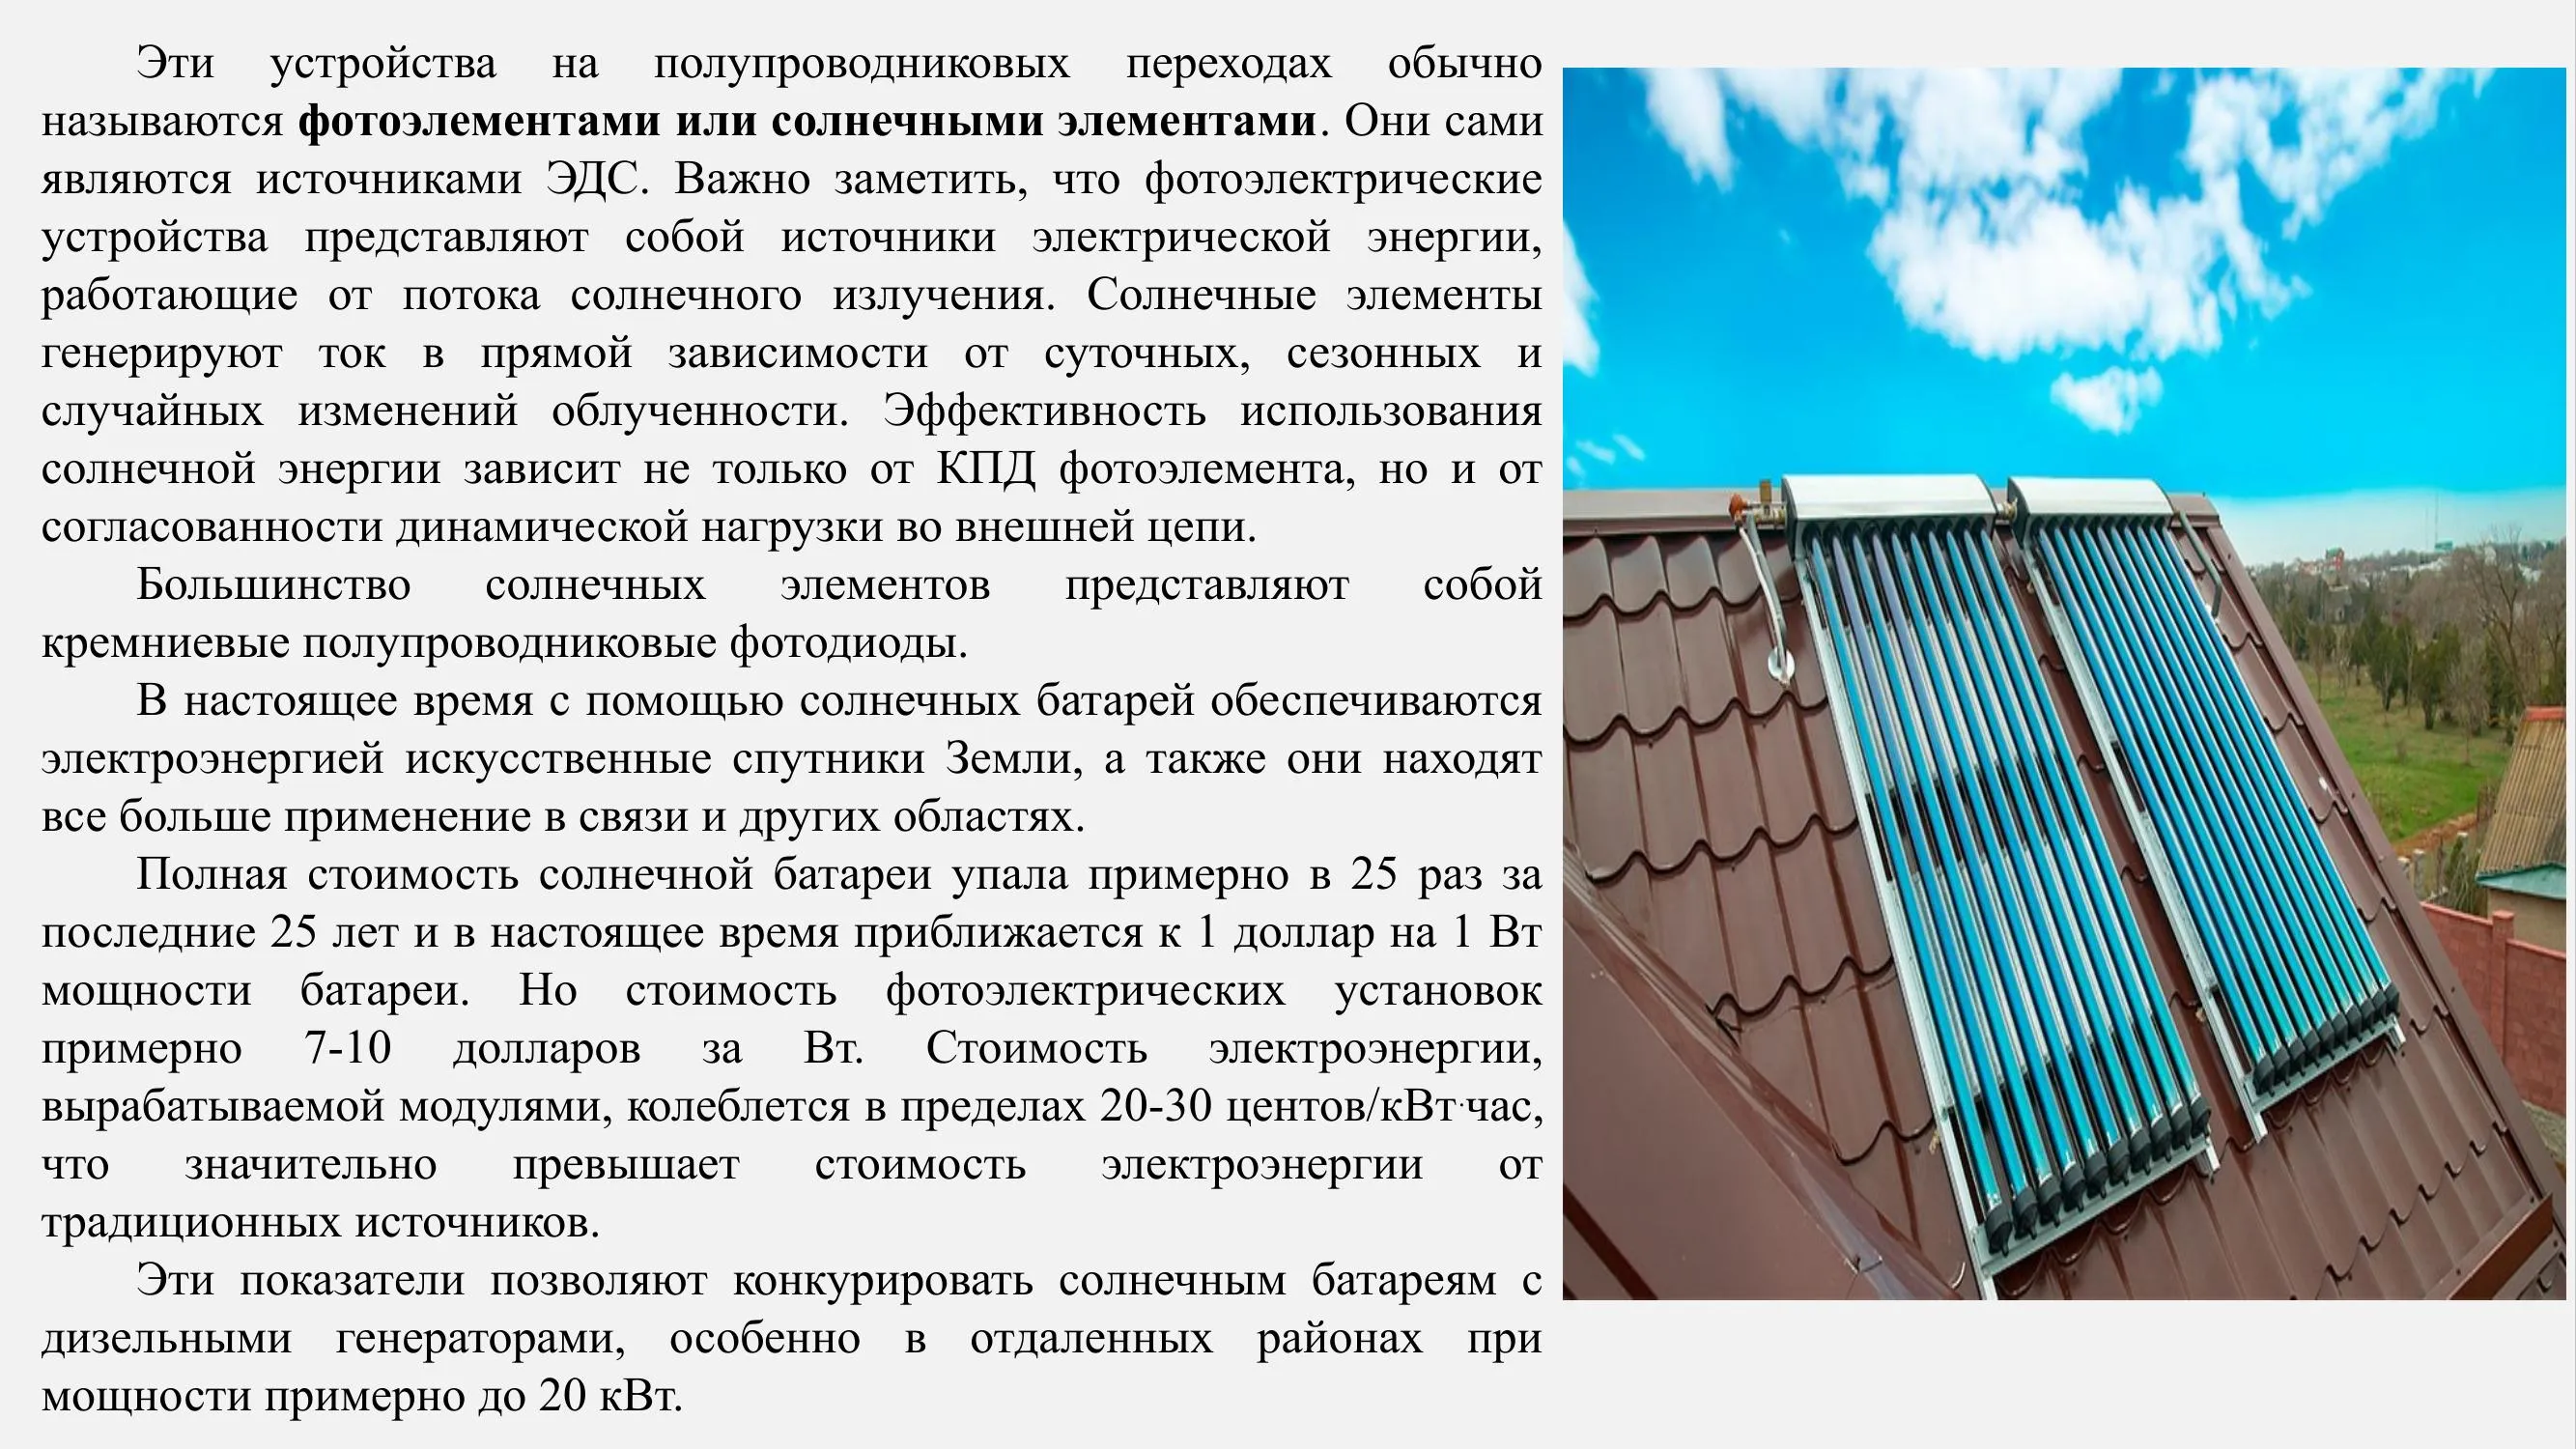 Эти устройства на полупроводниковых переходах обычно
называются фотоэлементами или солнечными элементами. Они сами
являются источниками ЭДС. Важно заметить, что фотоэлектрические
устройства представляют собой источники электрической энергии,
работающие от потока солнечного излучения. Солнечные элементы
генерируют ток в прямой зависимости от суточных, сезонных и
случайных изменений облученности. Эффективность использования
солнечной энергии зависит не только от КПД фотоэлемента, но и от
согласованности динамической нагрузки во внешней цепи.
Большинство солнечных элементов представляют собой
кремниевые полупроводниковые фотодиоды.
В настоящее время с помощью солнечных батарей обеспечиваются
электроэнергией искусственные спутники Земли, а также они находят
все больше применение в связи и других областях.
Полная стоимость солнечной батареи упала примерно в 25 раз за
последние 25 лет и в настоящее время приближается к 1 доллар на 1 Вт
мощности батареи. Но стоимость фотоэлектрических установок
примерно 7-10 долларов за Вт. Стоимость электроэнергии,
вырабатываемой модулями, колеблется в пределах 20-30 центов/кВт·час,
что значительно превышает стоимость электроэнергии от
традиционных источников.
Эти показатели позволяют конкурировать солнечным батареям с
дизельными генераторами, особенно в отдаленных районах при
мощности примерно до 20 кВт.